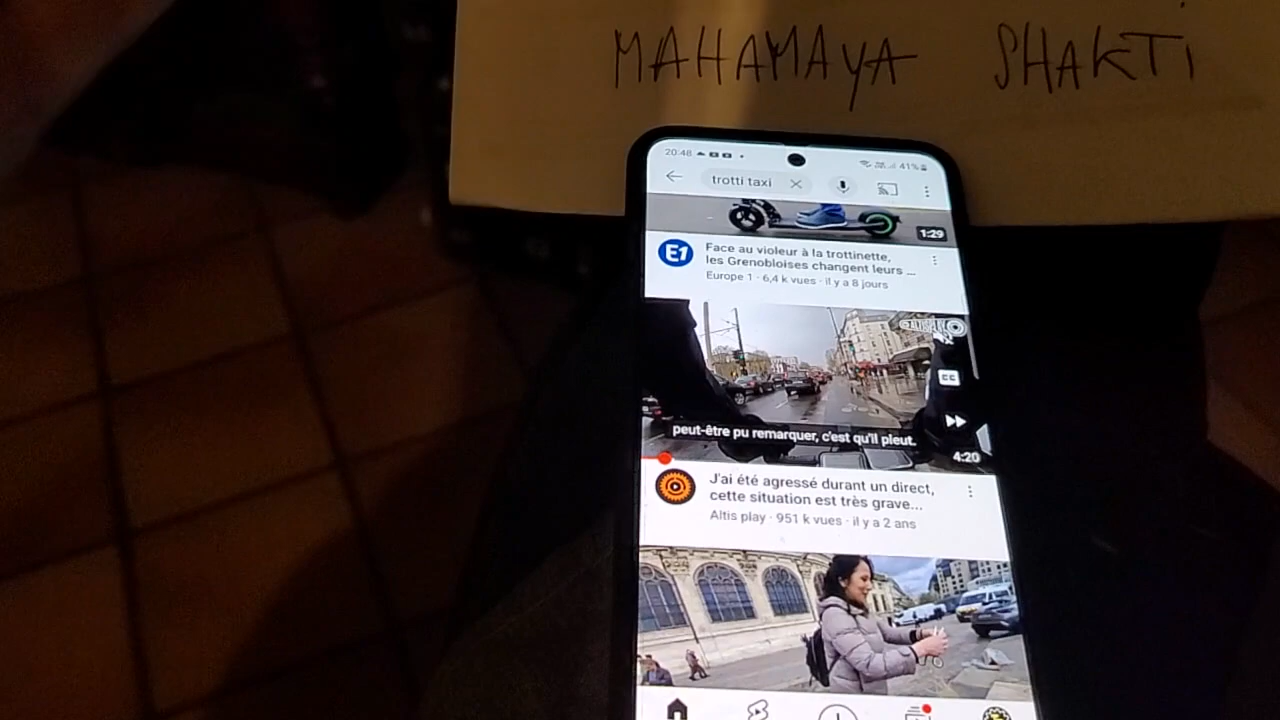 MAHAMAYA SHAKTI
20:48
41%
trotti taxi
1:29
E1
Face au violeur à la trottinette,
les Grenobloises changent leurs ...
Europe 1 · 6,4 k vues · il y a 8 jours
CC
peut-être pu remarquer, c'est qu'il pleut.
4:20
J'ai été agressé durant un direct,
cette situation est très grave...
Altis play · 951 k vues · il y a 2 ans